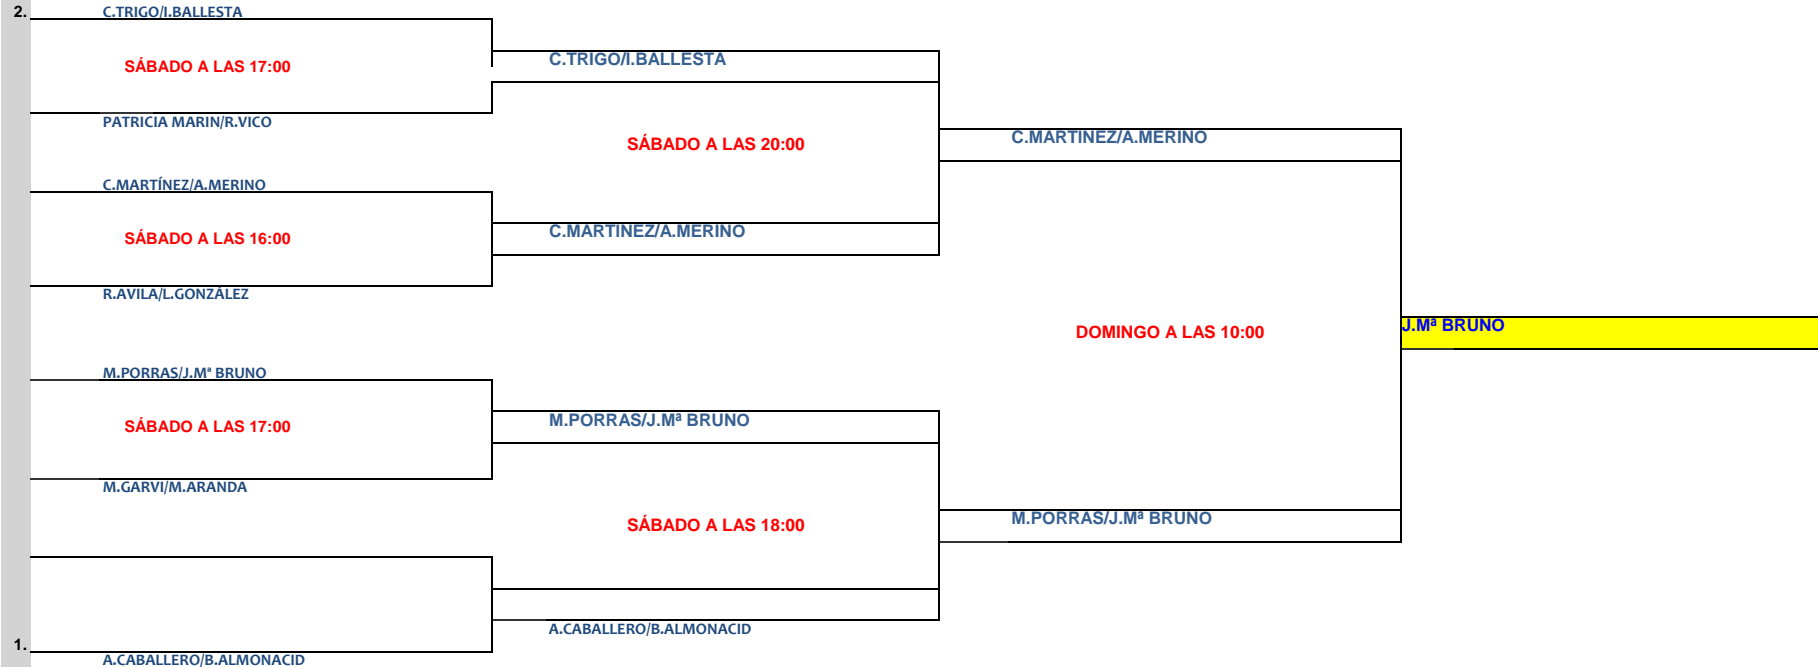 2.
C.TRIGO/I.BALLESTA
SÁBADO A LAS 17:00
PATRICIA MARIN/R.VICO
C.TRIGO/I.BALLESTA
SÁBADO A LAS 20:00
C.MARTÍNEZ/A.MERINO
SÁBADO A LAS 16:00
R.AVILA/L.GONZÁLEZ
C.MARTÍNEZ/A.MERINO
C.MARTÍNEZ/A.MERINO
DOMINGO A LAS 10:00
J.Mª BRUNO
M.PORRAS/J.Mª BRUNO
SÁBADO A LAS 17:00
M.GARVI/M.ARANDA
M.PORRAS/J.Mª BRUNO
SÁBADO A LAS 18:00
M.PORRAS/J.Mª BRUNO
A.CABALLERO/B.ALMONACID
1.
A.CABALLERO/B.ALMONACID